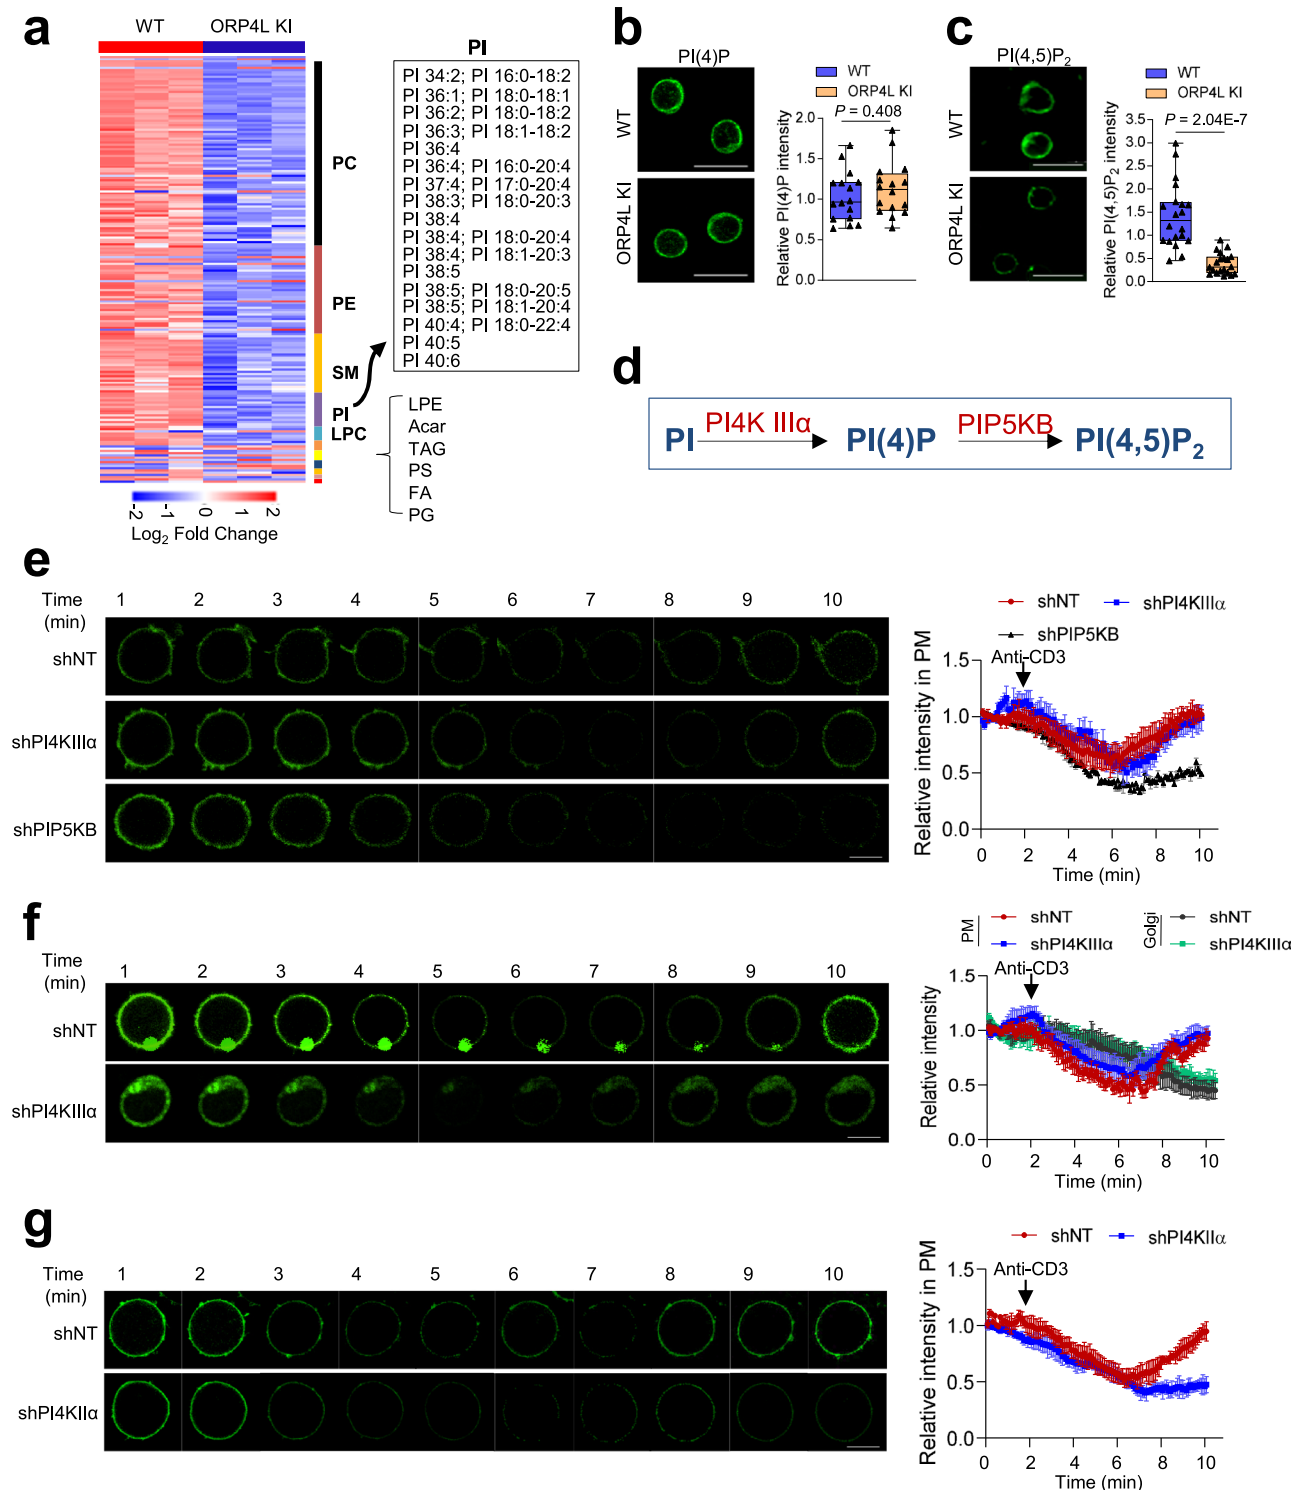 a
WT
ORP4L KI
PC
PE
SM
PI
LPC
-2
-1
0
1
2
Log2 Fold Change
PI
PI 34:2; PI 16:0-18:2
PI 36:1; PI 18:0-18:1
PI 36:2; PI 18:0-18:2
PI 36:3; PI 18:1-18:2
PI 36:4
PI 36:4; PI 16:0-20:4
PI 37:4; PI 17:0-20:4
PI 38:3; PI 18:0-20:3
PI 38:4
PI 38:4; PI 18:0-20:4
PI 38:4; PI 18:1-20:3
PI 38:5
PI 38:5; PI 18:0-20:5
PI 38:5; PI 18:1-20:4
PI 40:4; PI 18:0-22:4
PI 40:5
PI 40:6
LPE
Acar
TAG
PS
FA
PG
b
PI(4)P
WT
ORP4L KI
WT
ORP4L KI
P = 0.408
Relative PI(4)P intensity
2.0
1.5
1.0
0.5
0.0
c
PI(4,5)P2
WT
ORP4L KI
WT
ORP4L KI
P = 2.04E-7
Relative PI(4,5)P2 intensity
3.5
3.0
2.5
2.0
1.5
1.0
0.5
0.0
d
PI
PI4K IIIα
PI(4)P
PIP5KB
PI(4,5)P2
e
Time
(min)
1 2 3 4 5 6 7 8 9 10
shNT
shPI4KIIIα
shPIP5KB
shNT
shPI4KIIIα
shPIP5KB
Anti-CD3
Relative intensity in PM
1.5
1.0
0.5
0.0
0 2 4 6 8 10
Time (min)
f
Time
(min)
1 2 3 4 5 6 7 8 9 10
shNT
shPI4KIIIα
PM
shNT
shPI4KIIIα
Golgi
shNT
shPI4KIIIα
Anti-CD3
Relative intensity
1.5
1.0
0.5
0.0
0 2 4 6 8 10
Time (min)
g
Time
(min)
1 2 3 4 5 6 7 8 9 10
shNT
shPI4KIIα
shNT
shPI4KIIα
Anti-CD3
Relative intensity in PM
1.5
1.0
0.5
0.0
0 2 4 6 8 10
Time (min)